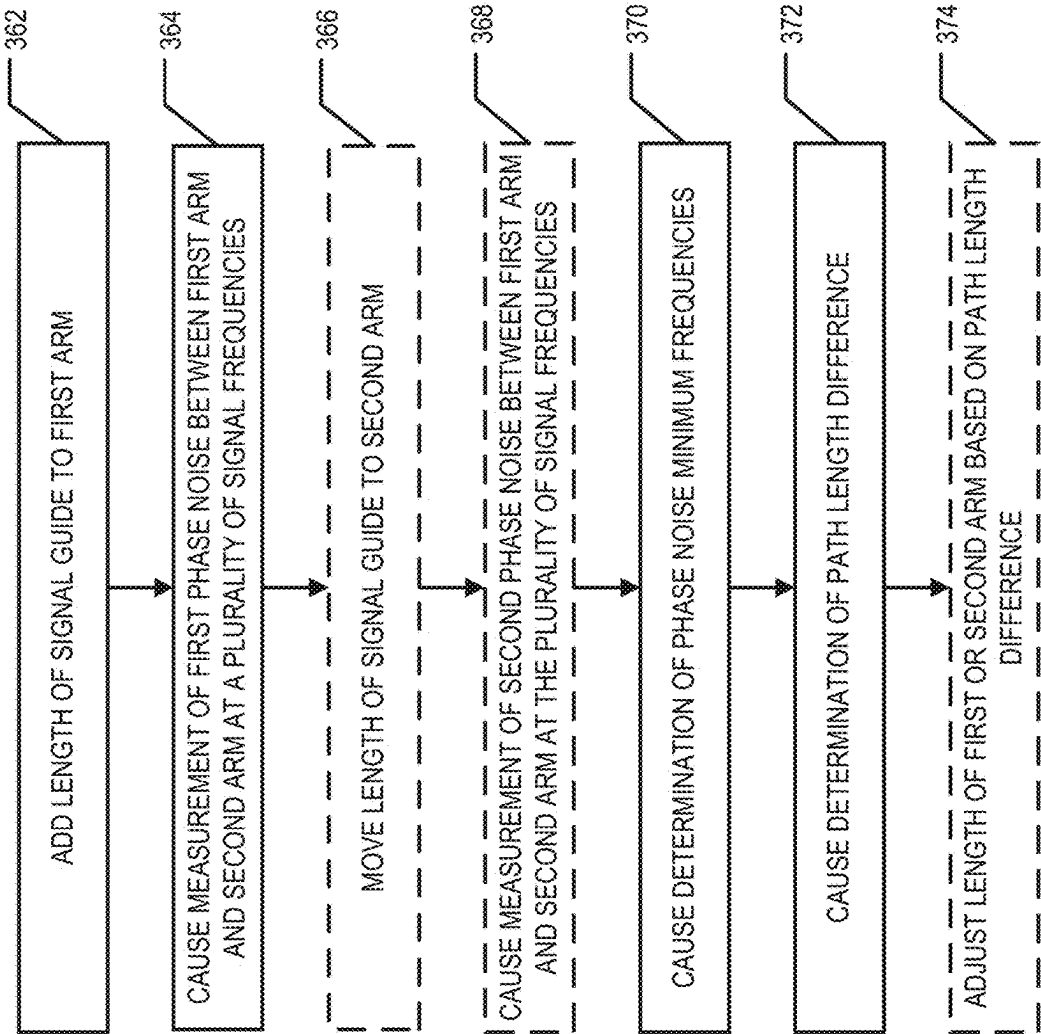 362
ADD LENGTH OF SIGNAL GUIDE TO FIRST ARM
364
CAUSE MEASUREMENT OF FIRST PHASE NOISE BETWEEN FIRST ARM
AND SECOND ARM AT A PLURALITY OF SIGNAL FREQUENCIES
366
MOVE LENGTH OF SIGNAL GUIDE TO SECOND ARM
368
CAUSE MEASUREMENT OF SECOND PHASE NOISE BETWEEN FIRST ARM
AND SECOND ARM AT THE PLURALITY OF SIGNAL FREQUENCIES
370
CAUSE DETERMINATION OF PHASE NOISE MINIMUM FREQUENCIES
372
CAUSE DETERMINATION OF PATH LENGTH DIFFERENCE
374
ADJUST LENGTH OF FIRST OR SECOND ARM BASED ON PATH LENGTH
DIFFERENCE